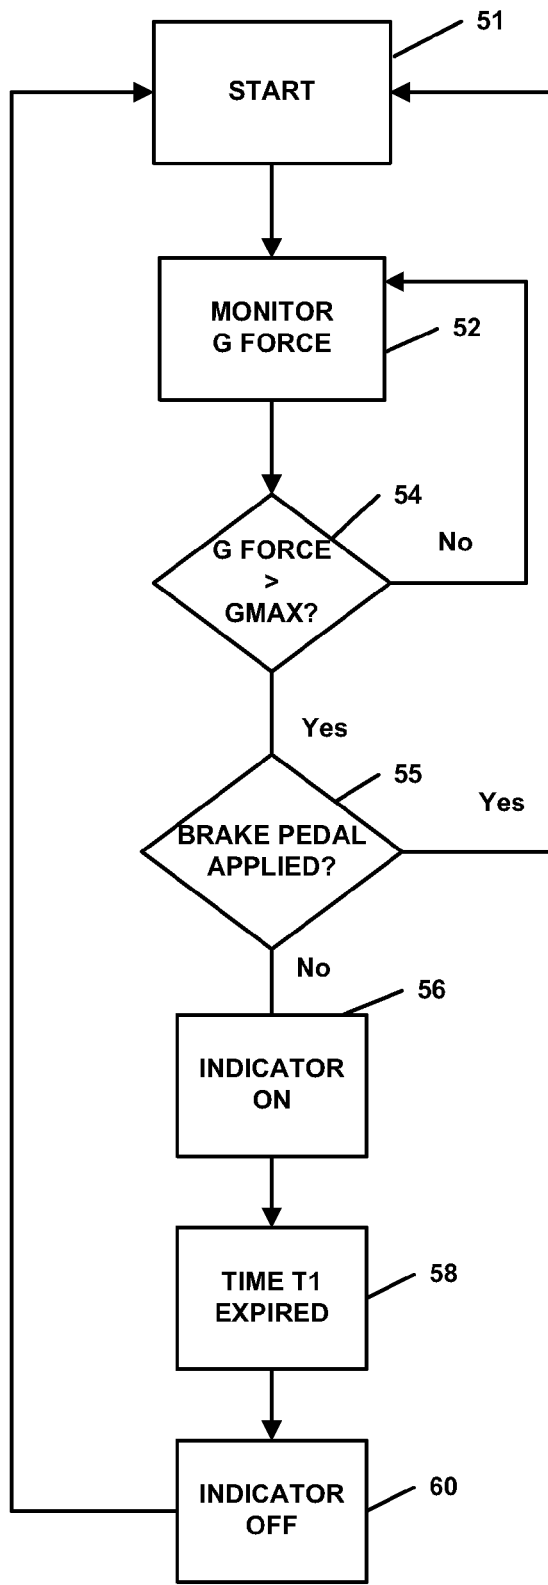 51
START
MONITOR
G FORCE
52
54
G FORCE
>
GMAX?
No
Yes
55
BRAKE PEDAL
APPLIED?
Yes
No
56
INDICATOR
ON
TIME T1
EXPIRED
58
INDICATOR
OFF
60